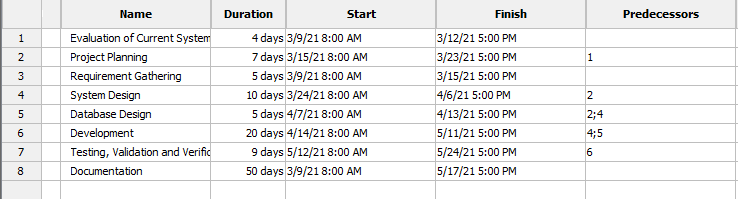 Name Duration Start Finish Predecessors
1 Evaluation of Current System 4 days 3/9/21 8:00 AM 3/12/21 5:00 PM
2 Project Planning 7 days 3/15/21 8:00 AM 3/23/21 5:00 PM 1
3 Requirement Gathering 5 days 3/9/21 8:00 AM 3/15/21 5:00 PM
4 System Design 10 days 3/24/21 8:00 AM 4/6/21 5:00 PM 2
5 Database Design 5 days 4/7/21 8:00 AM 4/13/21 5:00 PM 2;4
6 Development 20 days 4/14/21 8:00 AM 5/11/21 5:00 PM 4;5
7 Testing, Validation and Verific 9 days 5/12/21 8:00 AM 5/24/21 5:00 PM 6
8 Documentation 50 days 3/9/21 8:00 AM 5/17/21 5:00 PM